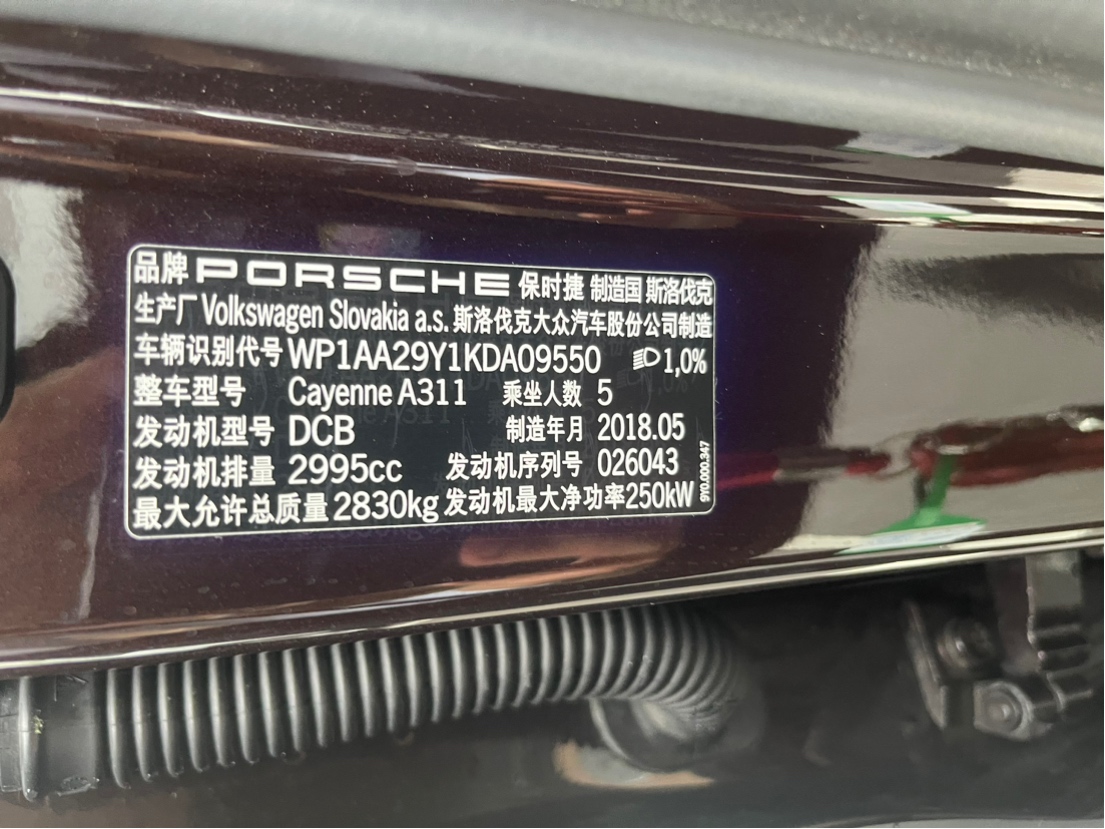 品牌 PORSCHE 保时捷 制造国 斯洛伐克
生产厂 Volkswagen Slovakia a.s. 斯洛伐克大众汽车股份公司制造
车辆识别代号 WP1AA29Y1KDA09550 1,0%
整车型号 Cayenne A311 乘坐人数 5
发动机型号 DCB 制造年月 2018.05
发动机排量 2995cc 发动机序列号 026043
最大允许总质量 2830kg 发动机最大净功率 250kW
9Y0.000.347